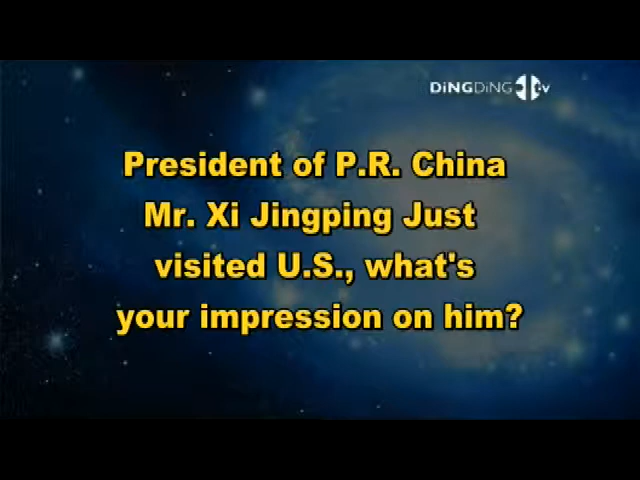 DiNGDiNG tv
President of P.R. China
Mr. Xi Jingping Just
visited U.S., what's
your impression on him?